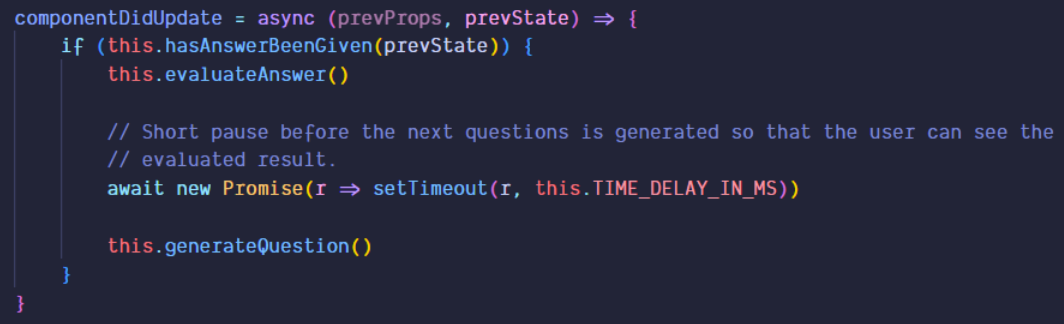 componentDidUpdate = async (prevProps, prevState) ⇒ {
if (this.hasAnswerBeenGiven(prevState)) {
this.evaluateAnswer()
// Short pause before the next questions is generated so that the user can see the
// evaluated result.
await new Promise(r ⇒ setTimeout(r, this.TIME_DELAY_IN_MS))
this.generateQuestion()
}
}